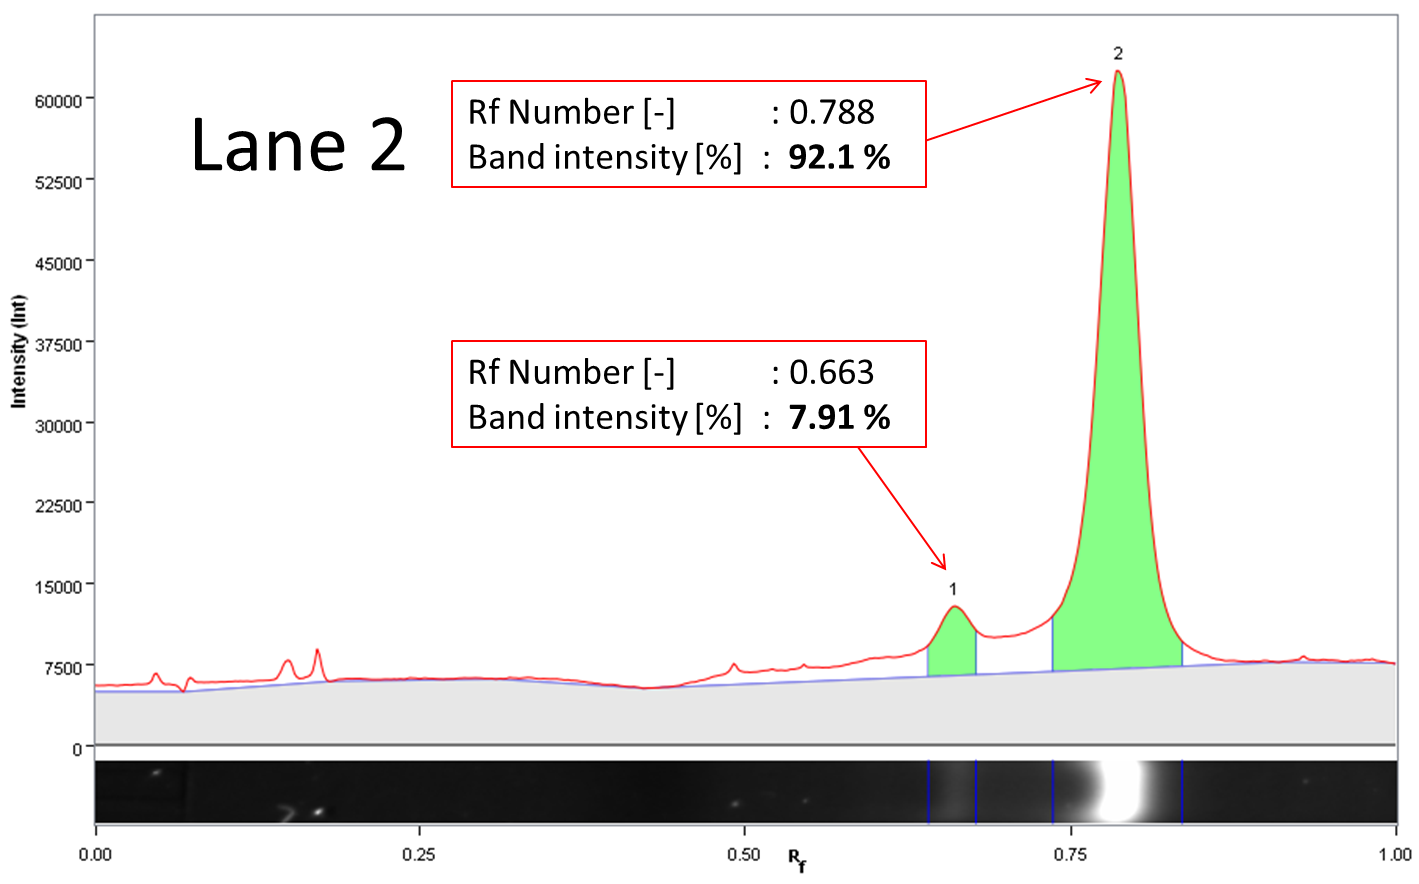 2
Rf Number [-] : 0.788
Band intensity [%] : 92.1 %
Lane 2
60000
52500
45000
37500
30000
22500
15000
7500
0
Intensity (Int)
Rf Number [-] : 0.663
Band intensity [%] : 7.91 %
1
0.00 0.25 0.50 0.75 1.00
Rf